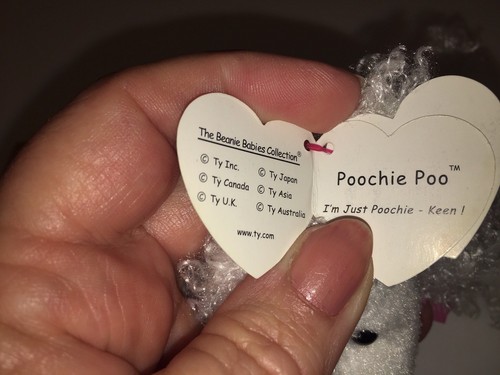 The Beanie Babies Collection®
© Ty Inc.
© Ty Canada
© Ty U.K.
© Ty Japan
© Ty Asia
© Ty Australia
www.ty.com
Poochie Poo™
I'm Just Poochie - Keen !